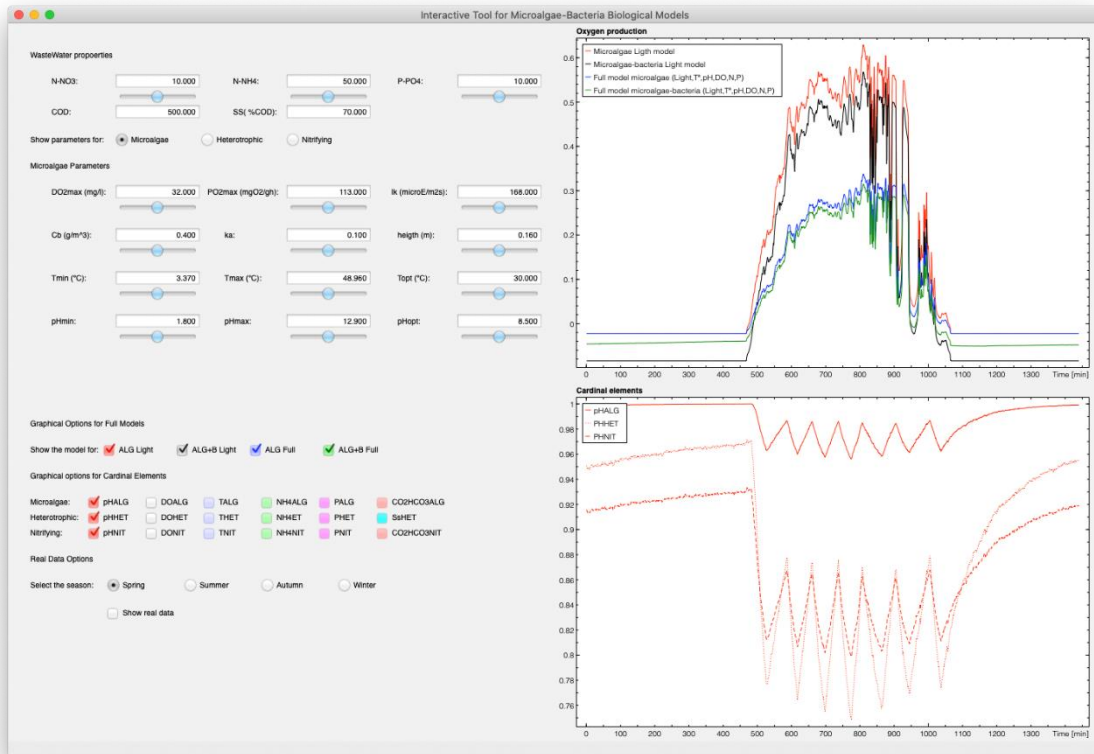 Interactive Tool for Microalgae-Bacteria Biological Models
WasteWater propoerties
N-NO3: 10.000 N-NH4: 50.000 P-PO4: 10.000
COD: 500.000 SS( %COD): 70.000
Show parameters for: Microalgae Heterotrophic Nitrifying
Microalgae Parameters
DO2max (mg/l): 32.000 PO2max (mgO2/gh): 113.000 Ik (microE/m2s): 168.000
Cb (g/m^3): 0.400 ka: 0.100 heigth (m): 0.160
Tmin (°C): 3.370 Tmax (°C): 48.960 Topt (°C): 30.000
pHmin: 1.800 pHmax: 12.900 pHopt: 8.500
Graphical Options for Full Models
Show the model for: ALG Light ALG+B Light ALG Full ALG+B Full
Graphical options for Cardinal Elements
Microalgae: pHALG DOALG TALG NH4ALG PALG CO2HCO3ALG
Heterotrophic: pHHET DOHET THET NH4ET PHET SsHET
Nitrifying: pHNIT DONIT TNIT NH4NIT PNIT CO2HCO3NIT
Real Data Options
Select the season: Spring Summer Autumn Winter
Show real data
Oxygen production
Microalgae Ligth model
Microalgae-bacteria Light model
Full model microalgae (Light,Tº,pH,DO,N,P)
Full model microalgae-bacteria (Light,Tº,pH,DO,N,P)
0.6
0.5
0.4
0.3
0.2
0.1
0
0 100 200 300 400 500 600 700 800 900 1000 1100 1200 1300 Time [min]
Cardinal elements
pHALG
PHHET
PHNIT
1
0.98
0.96
0.94
0.92
0.9
0.88
0.86
0.84
0.82
0.8
0.78
0.76
0 100 200 300 400 500 600 700 800 900 1000 1100 1200 1300 Time [min]